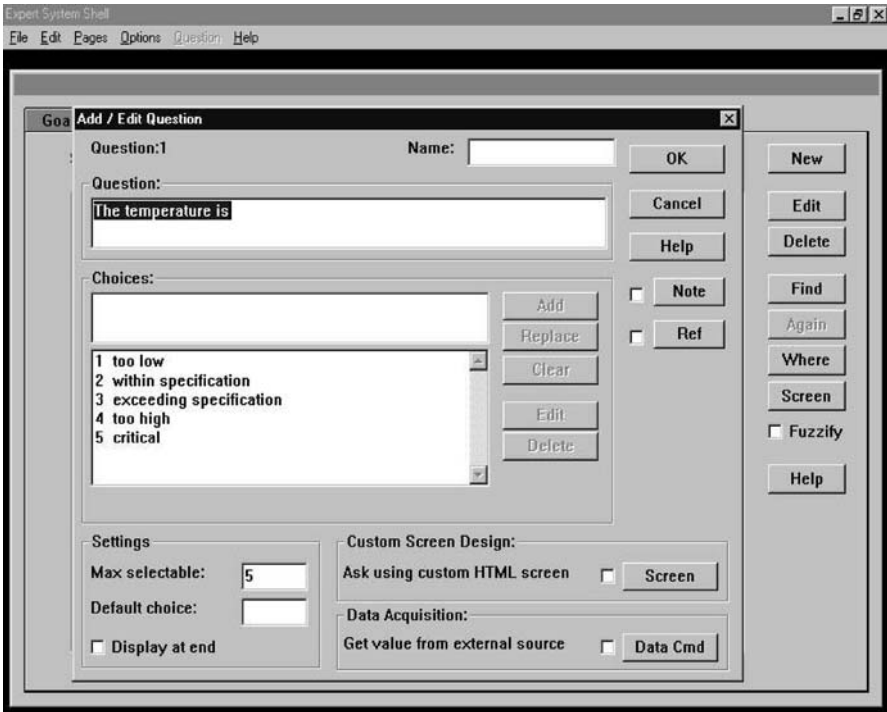 Expert System Shell
File Edit Pages Options Question Help
Goa
Add / Edit Question
Question:1
Name:
OK
New
Question:
The temperature is
Cancel
Edit
Help
Delete
Choices:
Note
Find
Add
Replace
Ref
Again
1 too low
2 within specification
3 exceeding specification
4 too high
5 critical
Clear
Where
Edit
Screen
Delete
Fuzzify
Help
Settings
Max selectable: 5
Default choice:
Display at end
Custom Screen Design:
Ask using custom HTML screen
Screen
Data Acquisition:
Get value from external source
Data Cmd